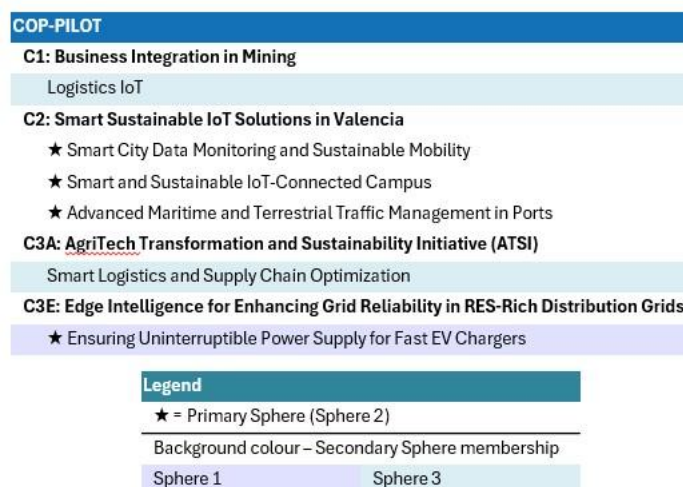 COP-PILOT
C1: Business Integration in Mining
Logistics IoT
C2: Smart Sustainable IoT Solutions in Valencia
★ Smart City Data Monitoring and Sustainable Mobility
★ Smart and Sustainable IoT-Connected Campus
★ Advanced Maritime and Terrestrial Traffic Management in Ports
C3A: AgriTech Transformation and Sustainability Initiative (ATSI)
Smart Logistics and Supply Chain Optimization
C3E: Edge Intelligence for Enhancing Grid Reliability in RES-Rich Distribution Grids
★ Ensuring Uninterruptible Power Supply for Fast EV Chargers
Legend
★ = Primary Sphere (Sphere 2)
Background colour – Secondary Sphere membership
Sphere 1 Sphere 3